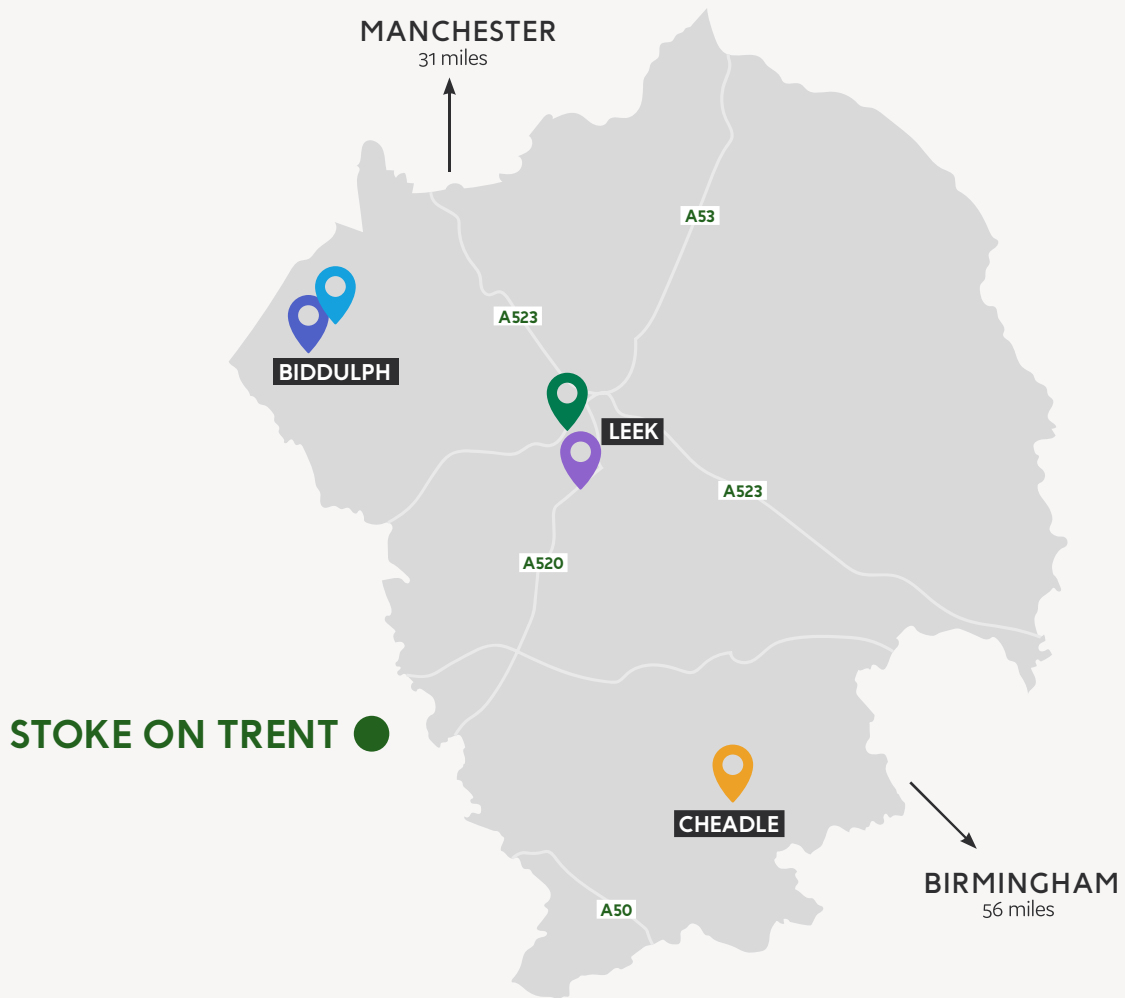 MANCHESTER
31 miles
A53
A523
BIDDULPH
LEEK
A523
A520
STOKE ON TRENT
CHEADLE
BIRMINGHAM
56 miles
A50